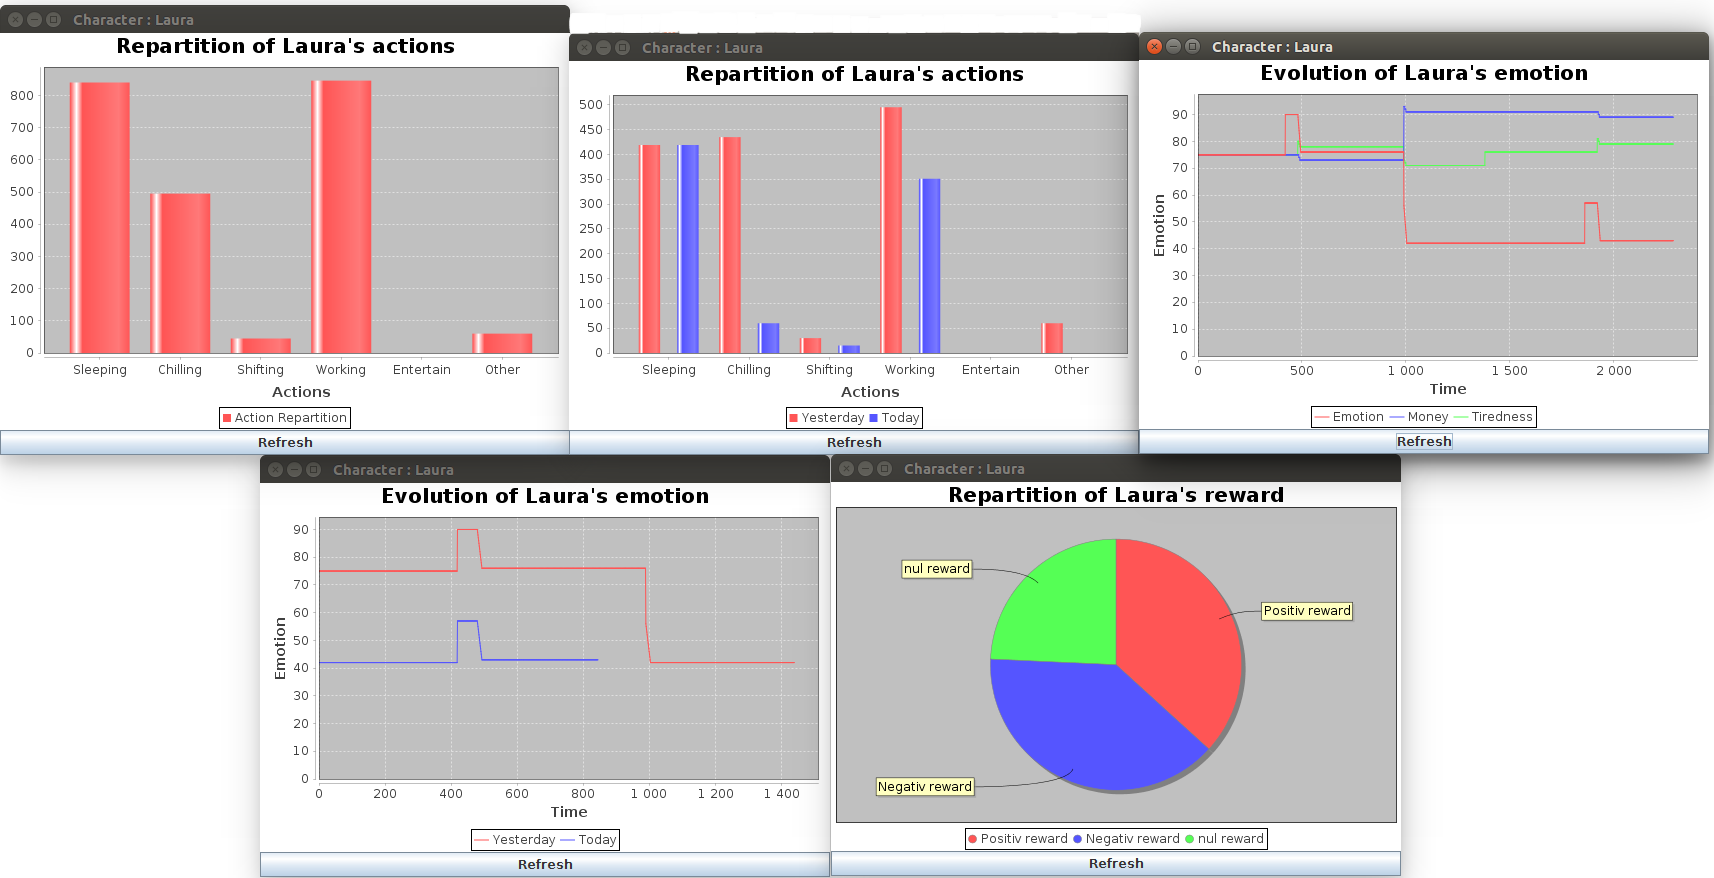 Character : Laura
Repartition of Laura's actions
800
700
600
500
400
300
200
100
0
Sleeping Chilling Shifting Working Entertain Other
Actions
Action Repartition
Refresh
Character : Laura
Repartition of Laura's actions
500
450
400
350
300
250
200
150
100
50
0
Sleeping Chilling Shifting Working Entertain Other
Actions
Yesterday Today
Refresh
Character : Laura
Evolution of Laura's emotion
Emotion
90
80
70
60
50
40
30
20
10
0
0 500 1 000 1 500 2 000
Time
Emotion Money Tiredness
Refresh
Character : Laura
Evolution of Laura's emotion
Emotion
90
80
70
60
50
40
30
20
10
0
0 200 400 600 800 1 000 1 200 1 400
Time
Yesterday Today
Refresh
Character : Laura
Repartition of Laura's reward
nul reward
Positiv reward
Negativ reward
Positiv reward Negativ reward nul reward
Refresh